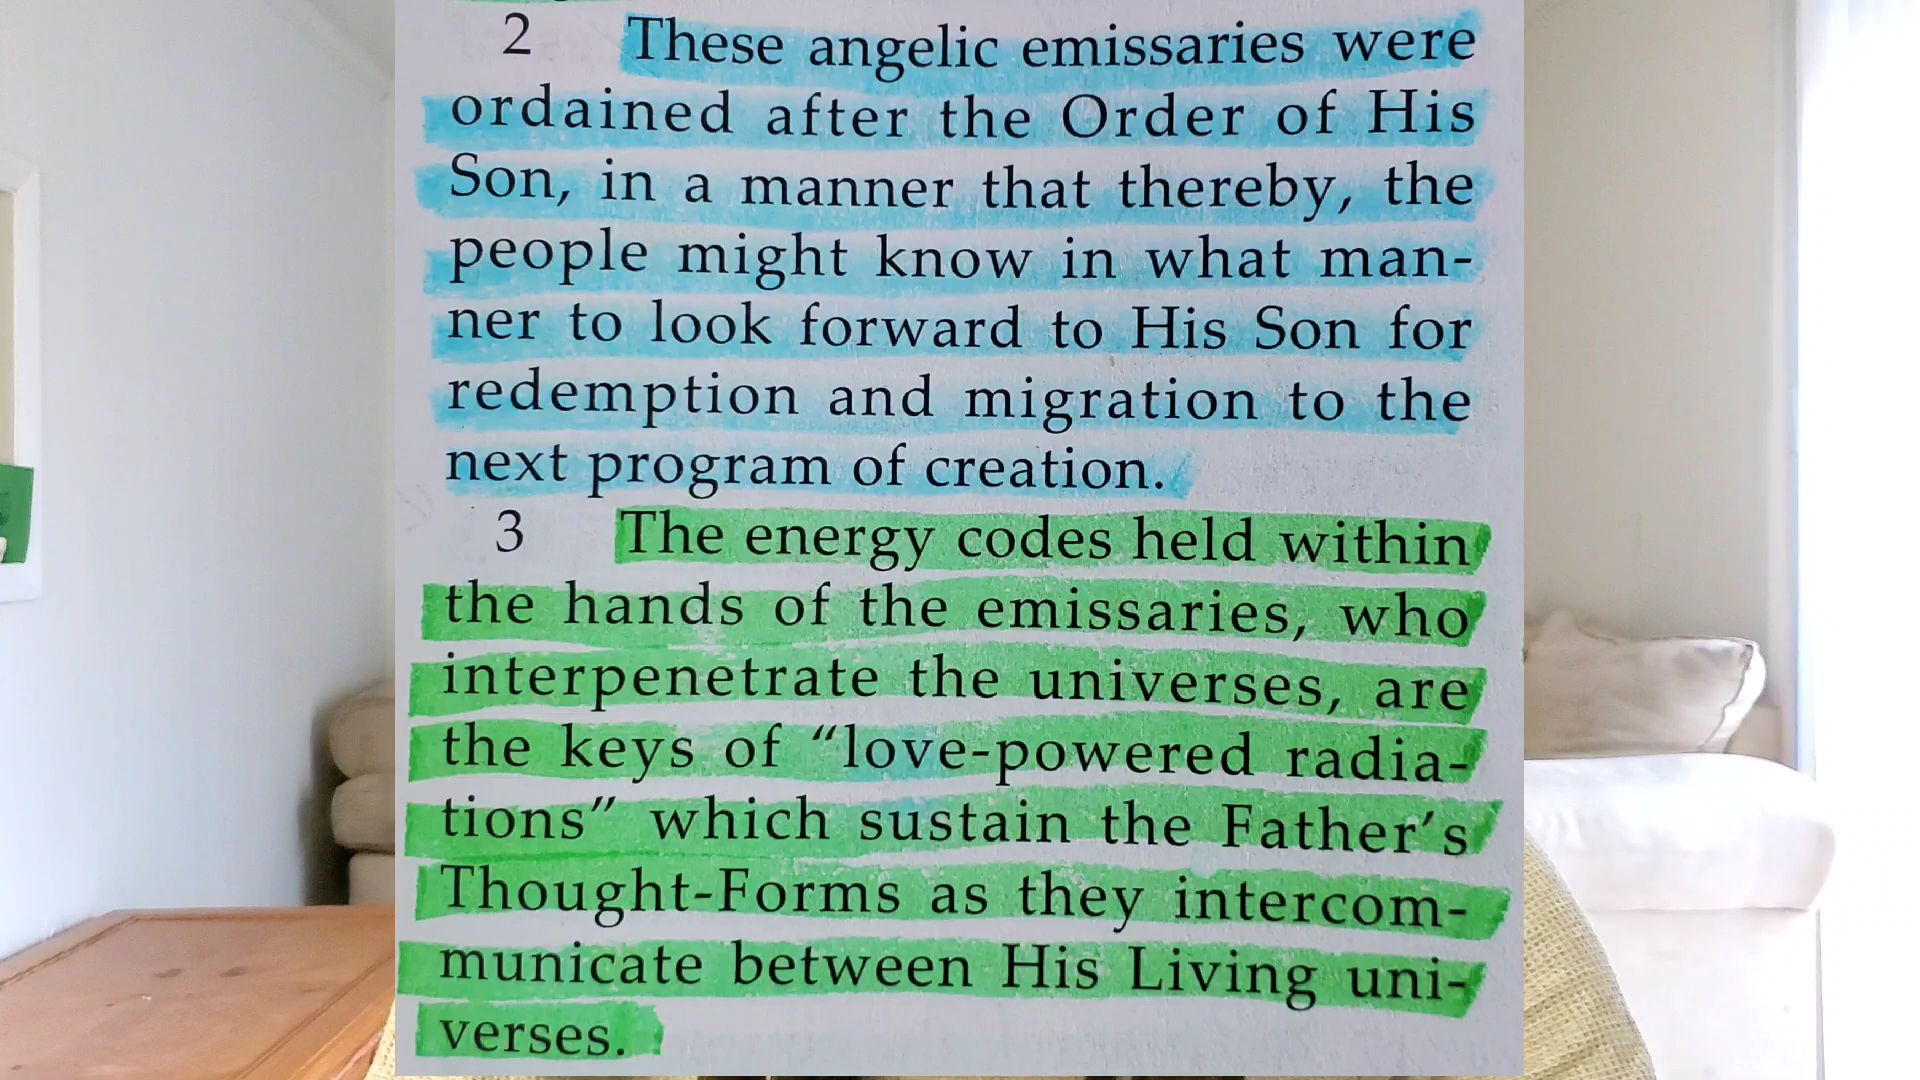 2 These angelic emissaries were
ordained after the Order of His
Son, in a manner that thereby, the
people might know in what man-
ner to look forward to His Son for
redemption and migration to the
next program of creation.
3 The energy codes held within
the hands of the emissaries, who
interpenetrate the universes, are
the keys of “love-powered radia-
tions” which sustain the Father’s
Thought-Forms as they intercom-
municate between His Living uni-
verses.